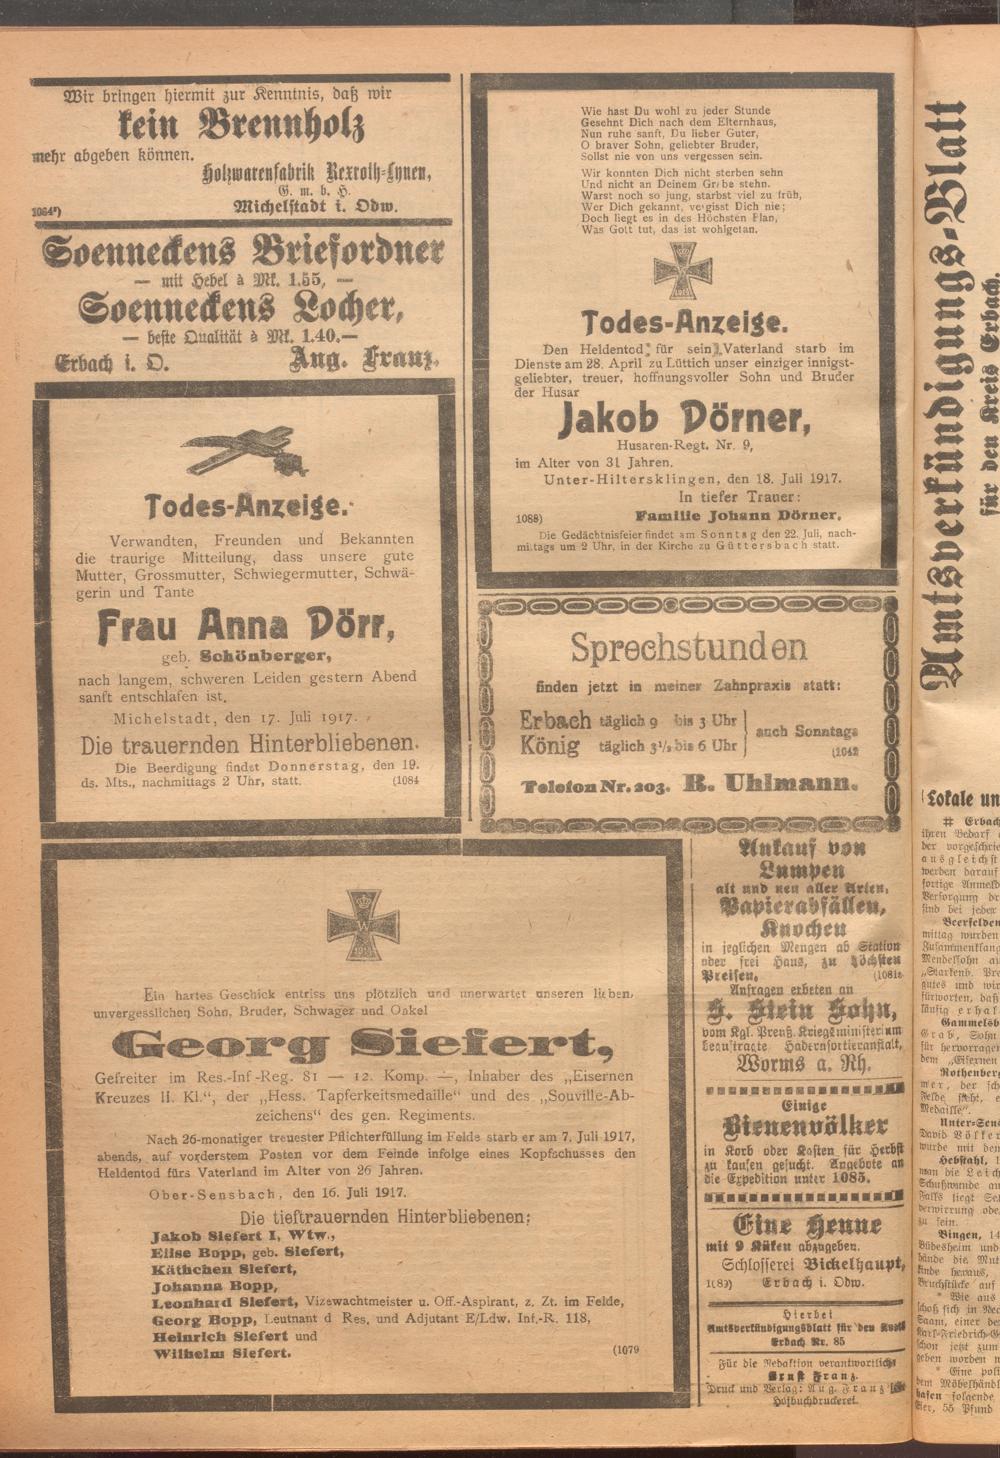 Wir bringen hiermit zur Kenntnis, daß wir
kein Brennholz
mehr abgeben können.
Holzwarenfabrik Rexroth-Lynen,
G. m. b. H.
Michelstadt i. Odw.
Soenneckens Briefordner
— mit Hebel à Mk. 1.55, —
Soenneckens Locher,
— beste Qualität à Mk. 1.40.—
Erbach i. O. Aug. Franz.
Todes-Anzeige.
Verwandten, Freunden und Bekannten
die traurige Mitteilung, dass unsere gute
Mutter, Grossmutter, Schwiegermutter, Schwä-
gerin und Tante
Frau Anna Dörr,
geb. Schönberger,
nach langem, schweren Leiden gestern Abend
sanft entschlafen ist.
Michelstadt, den 17. Juli 1917.
Die trauernden Hinterbliebenen.
Die Beerdigung findet Donnerstag, den 19.
ds. Mts., nachmittags 2 Uhr, statt. (1084
Wie hast Du wohl zu jeder Stunde
Gesehnt Dich nach dem Elternhaus,
Nun ruhe sanft, Du lieber Guter,
O braver Sohn, geliebter Bruder,
Sollst nie von uns vergessen sein.
Wir konnten Dich nicht sterben sehn
Und nicht an Deinem Grabe stehn.
Warst noch so jung, starbst viel zu früh,
Wer Dich gekannt, vergisst Dich nie;
Doch liegt es in des Höchsten Plan,
Was Gott tut, das ist wohlgetan.
Todes-Anzeige.
Den Heldentod für sein Vaterland starb im
Dienste am 28. April zu Lüttich unser einziger innigst-
geliebter, treuer, hoffnungsvoller Sohn und Bruder
der Husar
Jakob Dörner,
Husaren-Regt. Nr. 9,
im Alter von 31 Jahren.
Unter-Hiltersklingen, den 18. Juli 1917.
In tiefer Trauer:
1088) Familie Johann Dörner.
Die Gedächtnisfeier findet am Sonntag den 22. Juli, nach-
mittags um 2 Uhr, in der Kirche zu Güttersbach statt.
Sprechstunden
finden jetzt in meiner Zahnpraxis statt:
Erbach täglich 9 bis 3 Uhr
König täglich 3½ bis 6 Uhr
auch Sonntags
(1042
Telefon Nr. 203. R. Uhlmann.
W
1914
Ein hartes Geschick entriss uns plötzlich und unerwartet unseren lieben,
unvergesslichen Sohn, Bruder, Schwager und Onkel
Georg Siefert,
Gefreiter im Res.-Inf-Reg. 81 — 12. Komp. —, Inhaber des „Eisernen
Kreuzes II. Kl.“, der „Hess. Tapferkeitsmedaille“ und des „Souville-Ab-
zeichens“ des gen. Regiments.
Nach 26-monatiger treuester Pflichterfüllung im Felde starb er am 7. Juli 1917,
abends, auf vorderstem Posten vor dem Feinde infolge eines Kopfschusses den
Heldentod fürs Vaterland im Alter von 26 Jahren.
Ober-Sensbach, den 16. Juli 1917.
Die tieftrauernden Hinterbliebenen:
Jakob Siefert I, Wtw.,
Elise Bopp, geb. Siefert,
Käthchen Siefert,
Johanna Bopp,
Leonhard Siefert, Vizewachtmeister u. Off.-Aspirant, z. Zt. im Felde,
Georg Bopp, Leutnant d Res. und Adjutant E/Ldw. Inf.-R. 118,
Heinrich Siefert und
Wilhelm Siefert. (1079
Ankauf von
Lumpen
alt und neu aller Arten,
Papierabfällen,
Knochen
in jeglichen Mengen ab Station
oder frei Haus, zu höchsten
Preisen.
Anfragen erbeten an
S. Stein Sohn,
vom Kgl. Preuß. Kriegsministerium
beauftragte Hadernsortieranstalt,
Worms a. Rh.
Einige
Bienenvölker
in Korb oder Kasten für Herbst
zu kaufen gesucht. Angebote an
die Expedition unter 1085.
Eine Henne
mit 9 Küken abzugeben.
Schlosserei Bickelhaupt,
Erbach i. Odw.
Hierbei
Amtsverkündigungsblatt für den Kreis
Erbach Nr. 85
Für die Redaktion verantwortlich:
Ernst Franz.
Druck und Verlag: Aug. Franz
Hofbuchdruckerei.
Amtsverkündigungs-Blatt
für den Kreis Erbach.
Lokale un